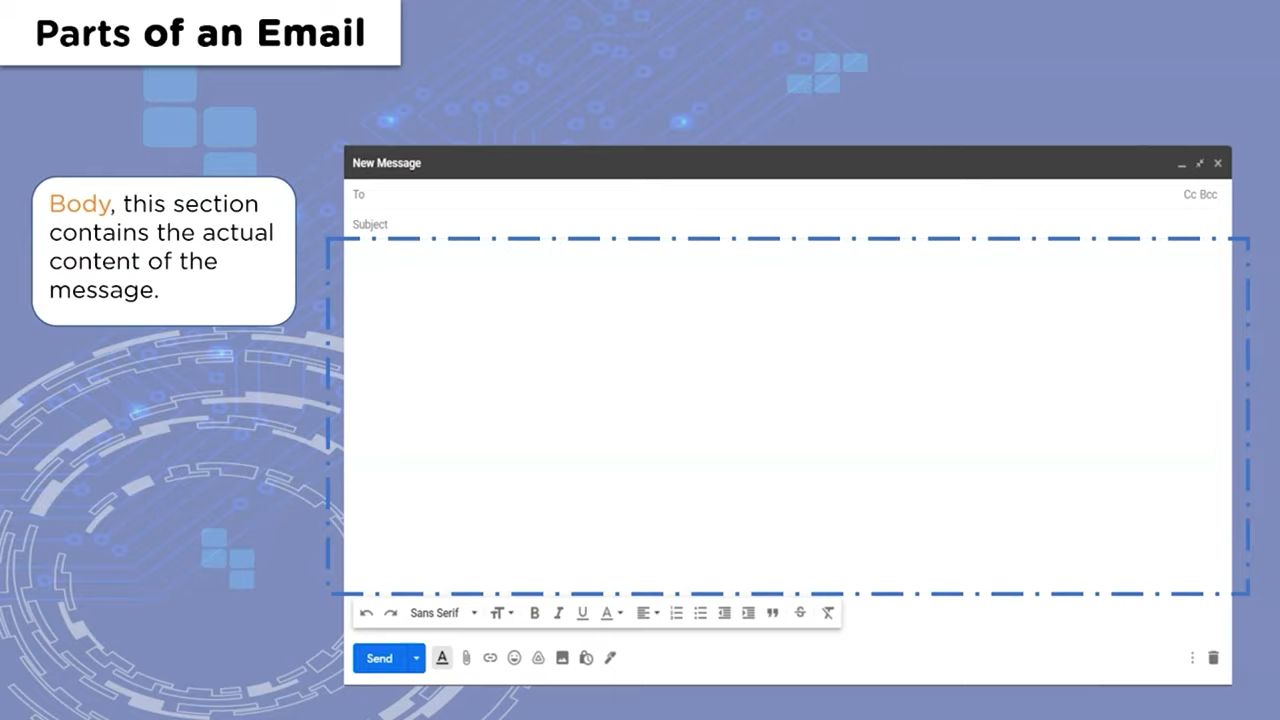 Parts of an Email
Body, this section
contains the actual
content of the
message.
New Message
To
Cc Bcc
Subject
Sans Serif
Send